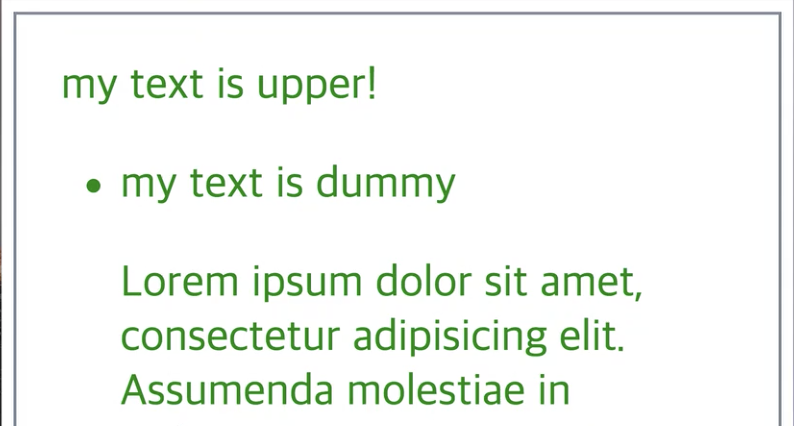 my text is upper!
my text is dummy
Lorem ipsum dolor sit amet,
consectetur adipisicing elit.
Assumenda molestiae in